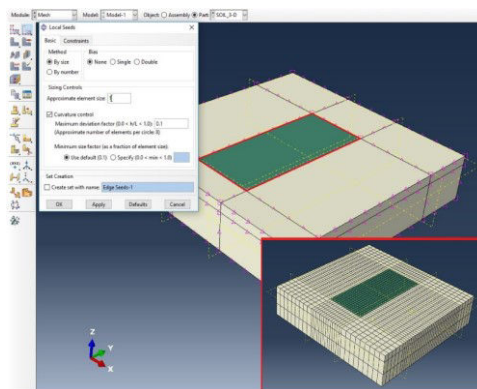 Module: Mesh Model: Model-1 Object: Assembly Part: SOIL_3-D
Local Seeds
Basic Constraints
Method Bias
By size None Single Double
By number
Sizing Controls
Approximate element size:
Curvature control
Maximum deviation factor (0.0 < h/L < 1.0): 0.1
(Approximate number of elements per circle: 8)
Minimum size factor (as a fraction of element size):
Use default (0.1) Specify (0.0 < min < 1.0)
Set Creation
Create set with name: Edge Seeds-1
OK Apply Defaults Cancel
Z
Y
X